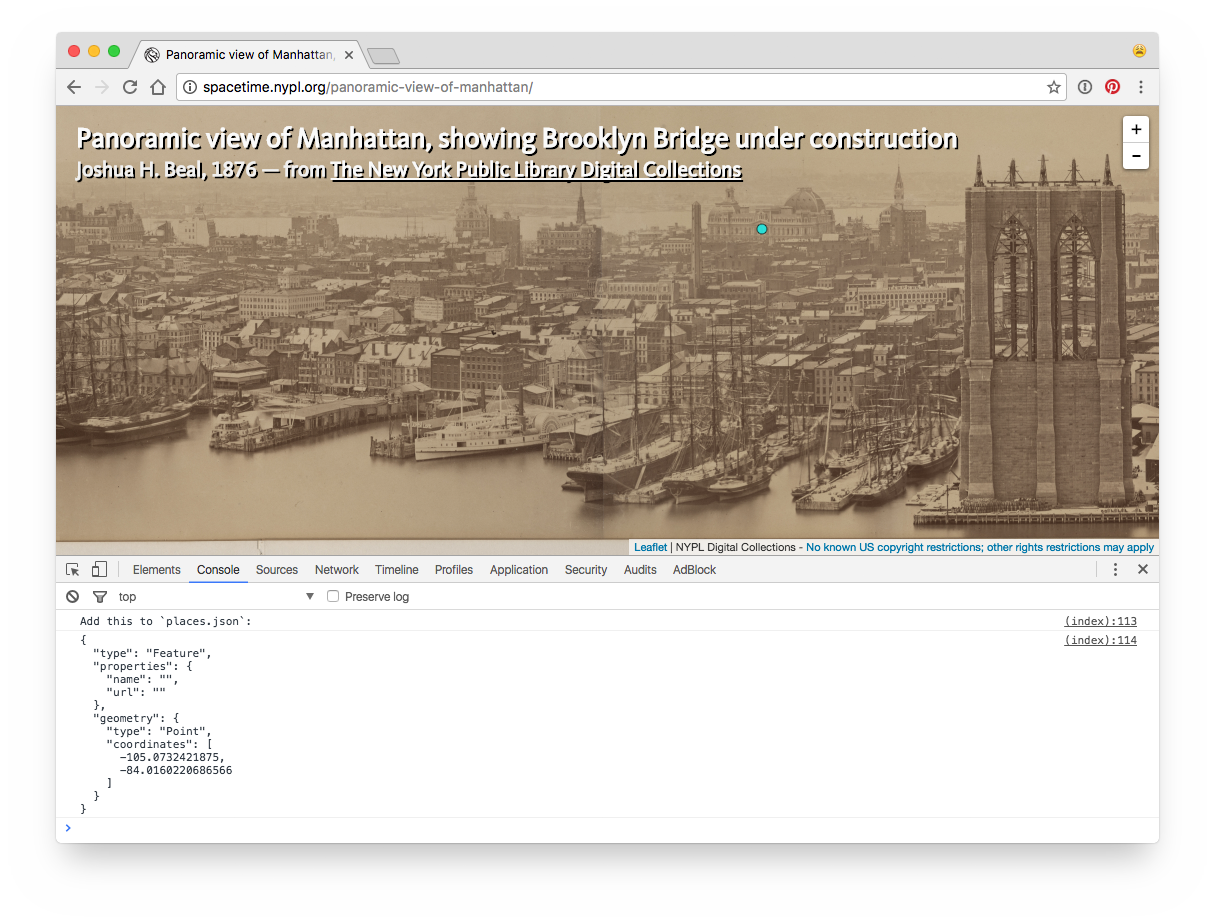 Panoramic view of Manhattan,
spacetime.nypl.org/panoramic-view-of-manhattan/
Panoramic view of Manhattan, showing Brooklyn Bridge under construction
Joshua H. Beal, 1876 — from The New York Public Library Digital Collections
+
-
Leaflet | NYPL Digital Collections - No known US copyright restrictions; other rights restrictions may apply
Elements Console Sources Network Timeline Profiles Application Security Audits AdBlock
top Preserve log
Add this to `places.json`: (index):113
{ (index):114
"type": "Feature",
"properties": {
"name": "",
"url": ""
},
"geometry": {
"type": "Point",
"coordinates": [
-105.0732421875,
-84.0160220686566
]
}
}
>